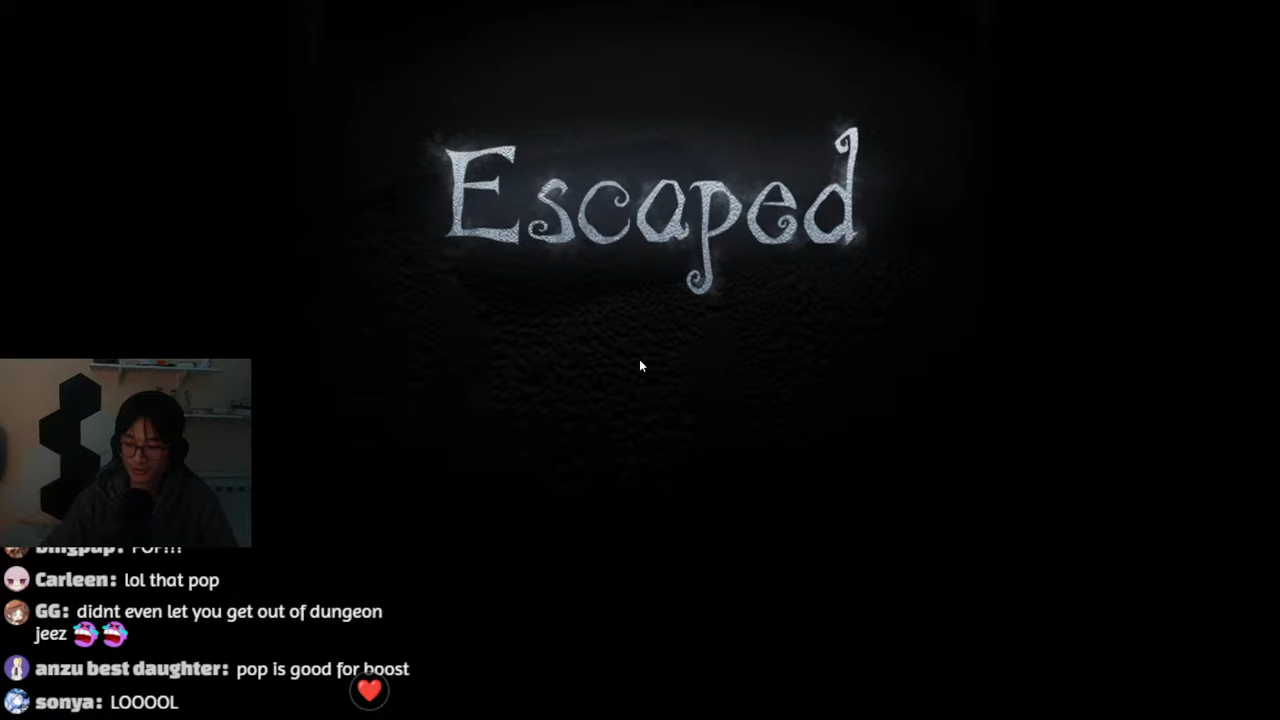 Escaped
POP!!!
Carleen: lol that pop
GG: didnt even let you get out of dungeon
jeez
anzu best daughter: pop is good for boost
sonya: LOOOOL